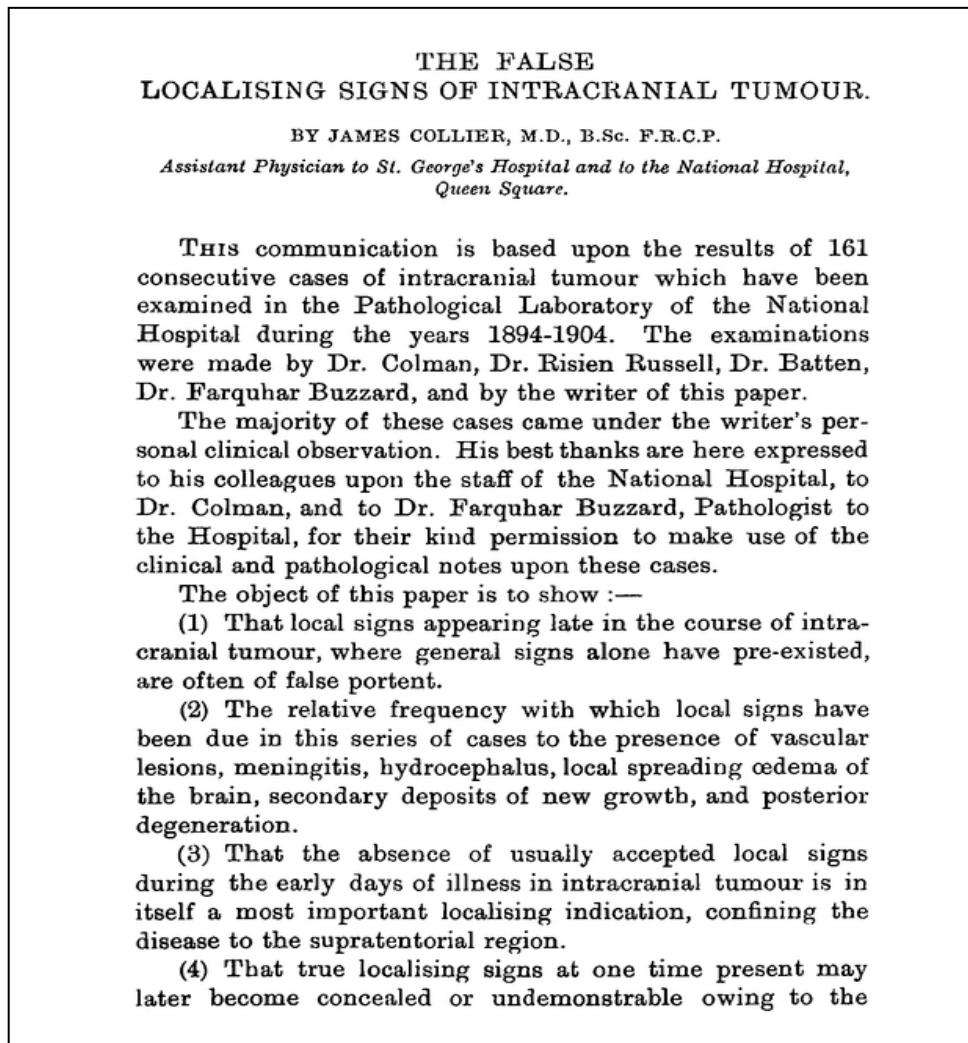 THE FALSE
LOCALISING SIGNS OF INTRACRANIAL TUMOUR.
BY JAMES COLLIER, M.D., B.Sc. F.R.C.P.
Assistant Physician to St. George's Hospital and to the National Hospital,
Queen Square.
THIS communication is based upon the results of 161
consecutive cases of intracranial tumour which have been
examined in the Pathological Laboratory of the National
Hospital during the years 1894-1904. The examinations
were made by Dr. Colman, Dr. Risien Russell, Dr. Batten,
Dr. Farquhar Buzzard, and by the writer of this paper.
The majority of these cases came under the writer's per-
sonal clinical observation. His best thanks are here expressed
to his colleagues upon the staff of the National Hospital, to
Dr. Colman, and to Dr. Farquhar Buzzard, Pathologist to
the Hospital, for their kind permission to make use of the
clinical and pathological notes upon these cases.
The object of this paper is to show :—
(1) That local signs appearing late in the course of intra-
cranial tumour, where general signs alone have pre-existed,
are often of false portent.
(2) The relative frequency with which local signs have
been due in this series of cases to the presence of vascular
lesions, meningitis, hydrocephalus, local spreading œdema of
the brain, secondary deposits of new growth, and posterior
degeneration.
(3) That the absence of usually accepted local signs
during the early days of illness in intracranial tumour is in
itself a most important localising indication, confining the
disease to the supratentorial region.
(4) That true localising signs at one time present may
later become concealed or undemonstrable owing to the